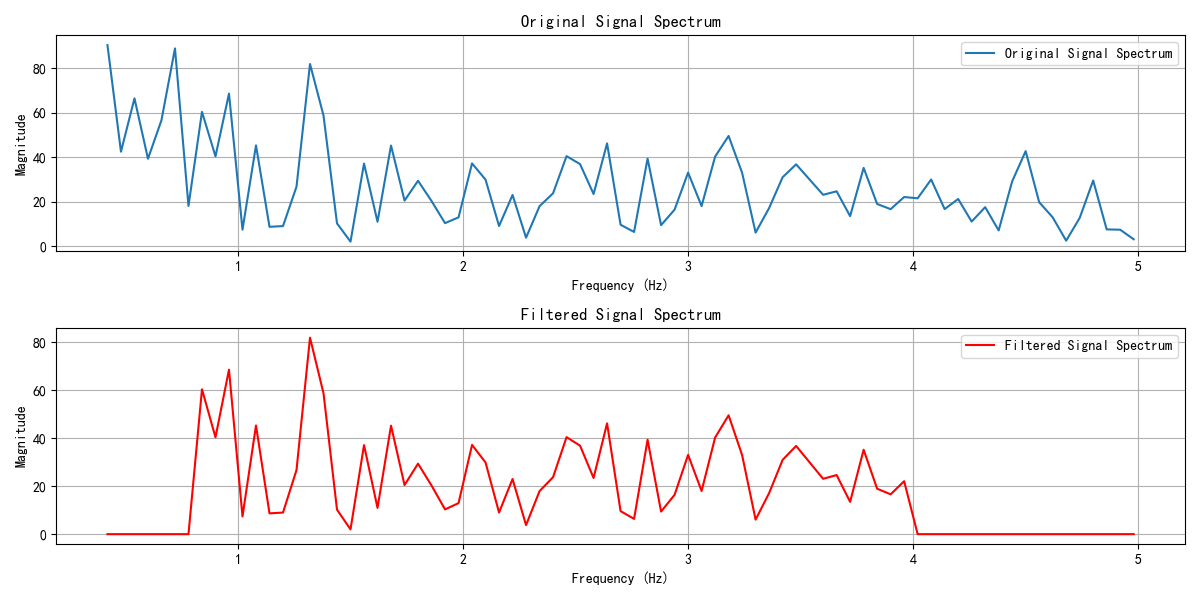 Original Signal Spectrum
Original Signal Spectrum
Magnitude
80
60
40
20
0
1 2 3 4 5
Frequency (Hz)
Filtered Signal Spectrum
Filtered Signal Spectrum
Magnitude
80
60
40
20
0
1 2 3 4 5
Frequency (Hz)